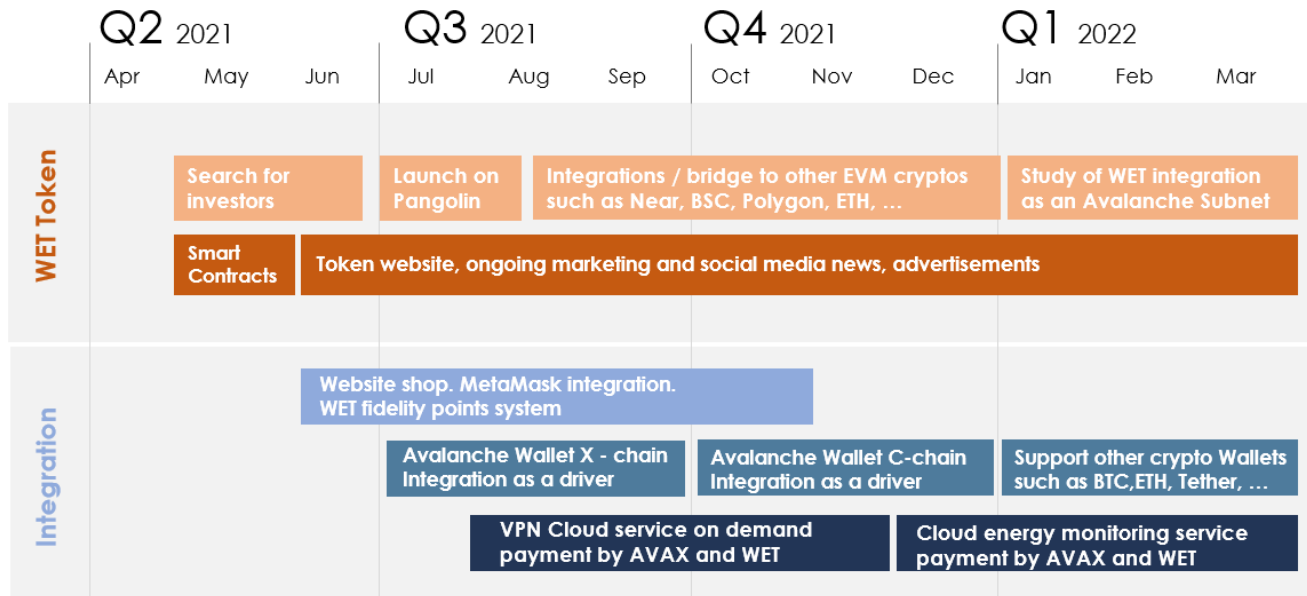 Q2 2021
Q3 2021
Q4 2021
Q1 2022
Apr May Jun Jul Aug Sep Oct Nov Dec Jan Feb Mar
WET Token
Search for
investors
Launch on
Pangolin
Integrations / bridge to other EVM cryptos
such as Near, BSC, Polygon, ETH, ...
Study of WET integration
as an Avalanche Subnet
Smart
Contracts
Token website, ongoing marketing and social media news, advertisements
Integration
Website shop. MetaMask integration.
WET fidelity points system
Avalanche Wallet X - chain
Integration as a driver
Avalanche Wallet C-chain
Integration as a driver
Support other crypto Wallets
such as BTC,ETH, Tether, ...
VPN Cloud service on demand
payment by AVAX and WET
Cloud energy monitoring service
payment by AVAX and WET